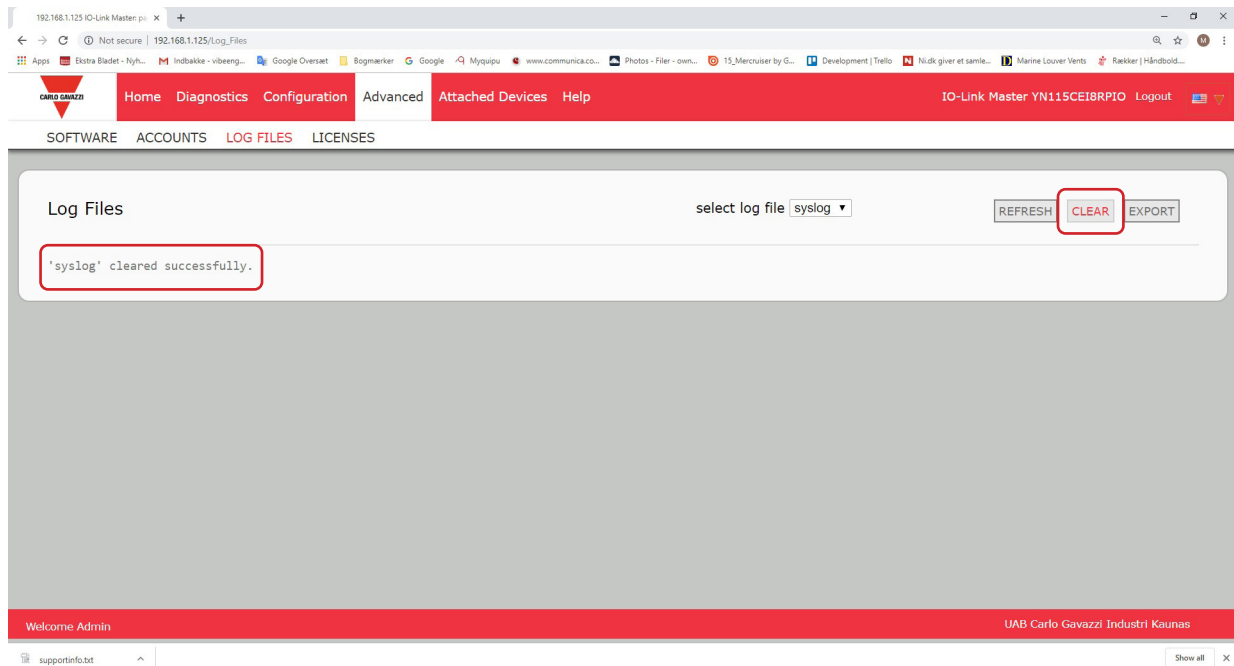 192.168.1.125 IO-Link Master: pa
Not secure | 192.168.1.125/Log_Files
Apps Ekstra Bladet - Nyh... Indbakke - vibeeng... Google Oversæt Bogmærker Google Myquipu www.communica.co... Photos - Filer - own... 15_Mercruiser by G... Development | Trello Ni.dk giver et samle... Marine Louver Vents Rækker | Håndbold....
CARLO GAVAZZI Home Diagnostics Configuration Advanced Attached Devices Help IO-Link Master YN115CEI8RPIO Logout
SOFTWARE ACCOUNTS LOG FILES LICENSES
Log Files select log file syslog REFRESH CLEAR EXPORT
'syslog' cleared successfully.
Welcome Admin UAB Carlo Gavazzi Industri Kaunas
supportinfo.txt Show all